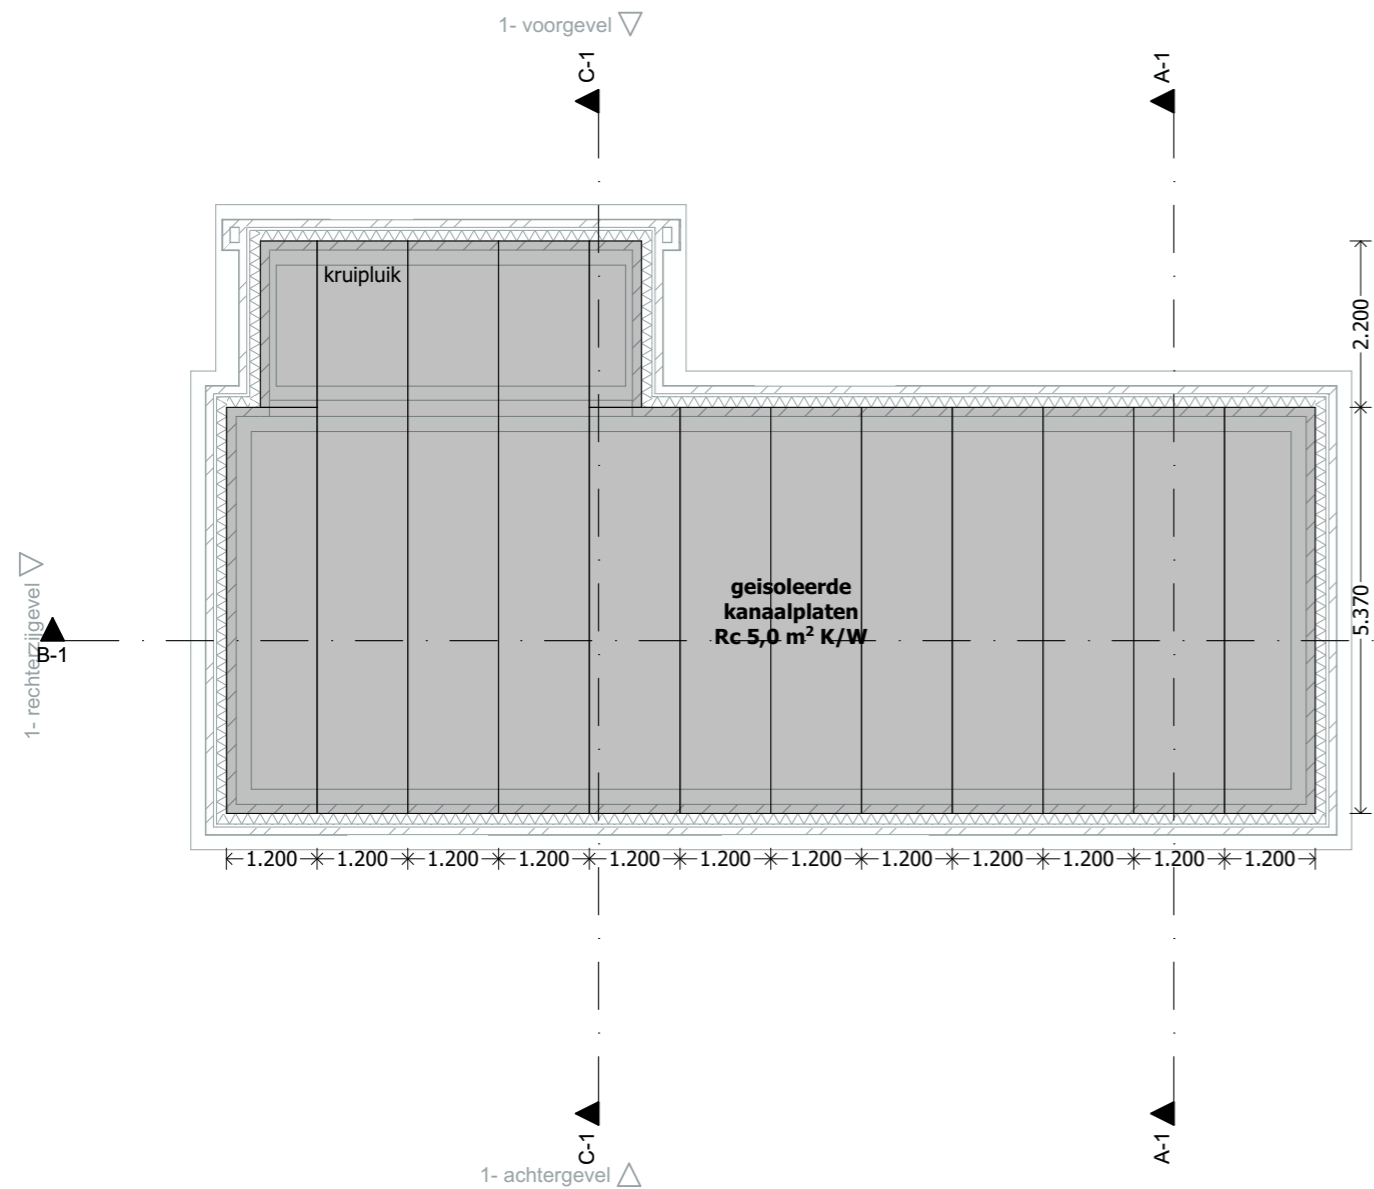 1- voorgevel
C-1
A-1
kruipluik
2.200
geisoleerde
kanaalplaten
Rc 5,0 m² K/W
5.370
1- rechterzijgevel
B-1
1.200 1.200 1.200 1.200 1.200 1.200 1.200 1.200 1.200 1.200 1.200 1.200
C-1
A-1
1- achtergevel